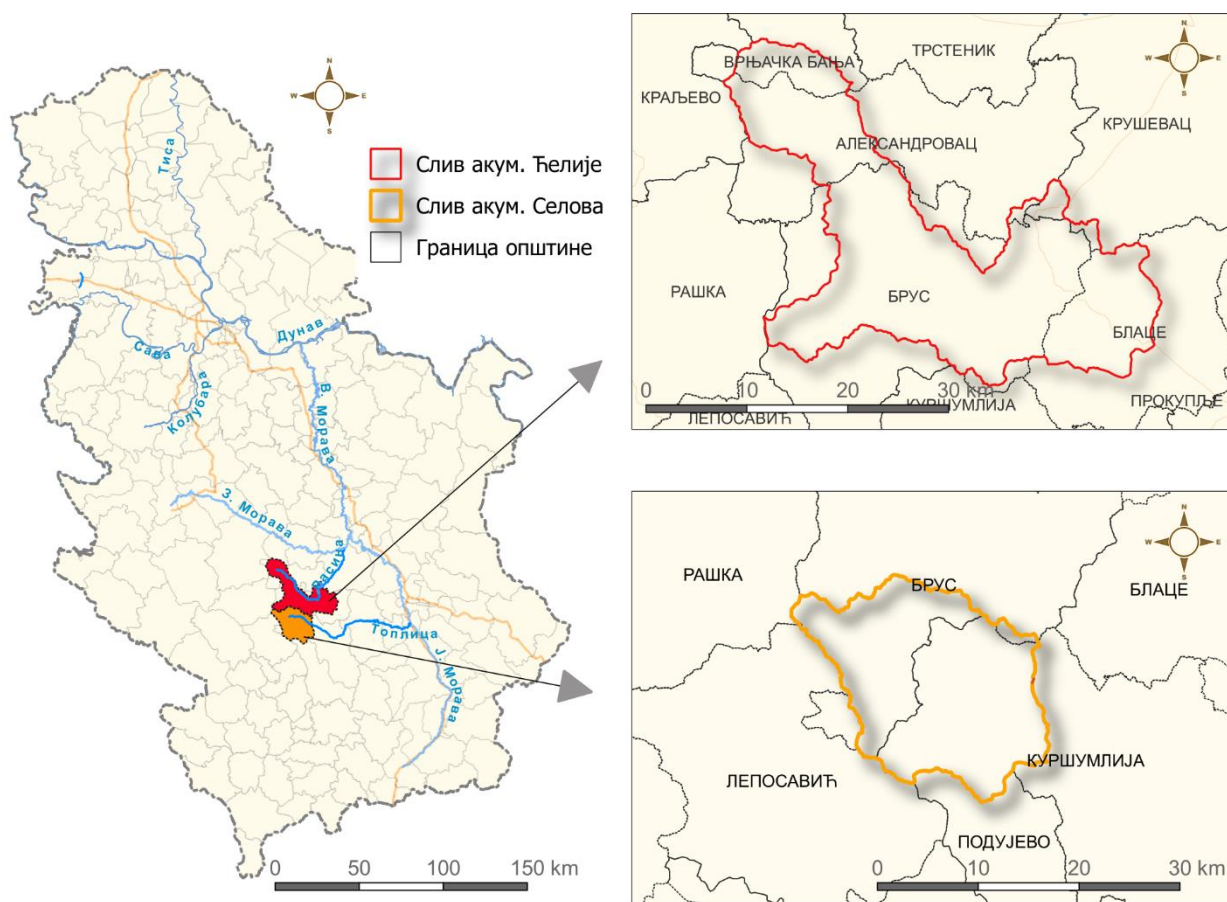 N
W E
S
Тиса
Слив акум. Ћелије
Слив акум. Селова
Граница општине
Сава
Дунав
Колубара
В. Морава
З. Морава
Расина
Топлица
Ј. Морава
0 50 100 150 km
N
W E
S
ТРСТЕНИК
ВРЊАЧКА БАЊА
КРАЉЕВО
КРУШЕВАЦ
АЛЕКСАНДРОВАЦ
РАШКА
БРУС
БЛАЦЕ
0 10 20 30 km
КУРШУМЛИЈА
ПРОКУПЉЕ
ЛЕПОСАВИЋ
N
W E
S
РАШКА
БРУС
БЛАЦЕ
КУРШУМЛИЈА
ЛЕПОСАВИЋ
ПОДУЈЕВО
0 10 20 30 km